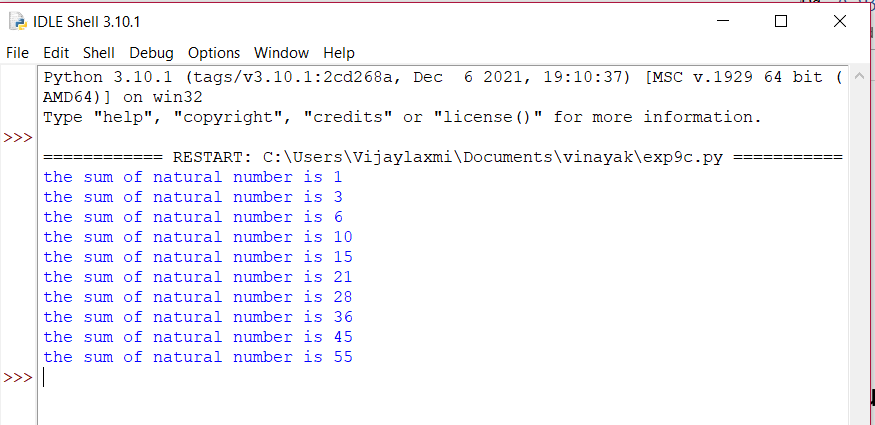 IDLE Shell 3.10.1
File Edit Shell Debug Options Window Help
Python 3.10.1 (tags/v3.10.1:2cd268a, Dec  6 2021, 19:10:37) [MSC v.1929 64 bit (
AMD64)] on win32
Type "help", "copyright", "credits" or "license()" for more information.
>>>
============ RESTART: C:\Users\Vijaylaxmi\Documents\vinayak\exp9c.py ===========
the sum of natural number is 1
the sum of natural number is 3
the sum of natural number is 6
the sum of natural number is 10
the sum of natural number is 15
the sum of natural number is 21
the sum of natural number is 28
the sum of natural number is 36
the sum of natural number is 45
the sum of natural number is 55
>>>